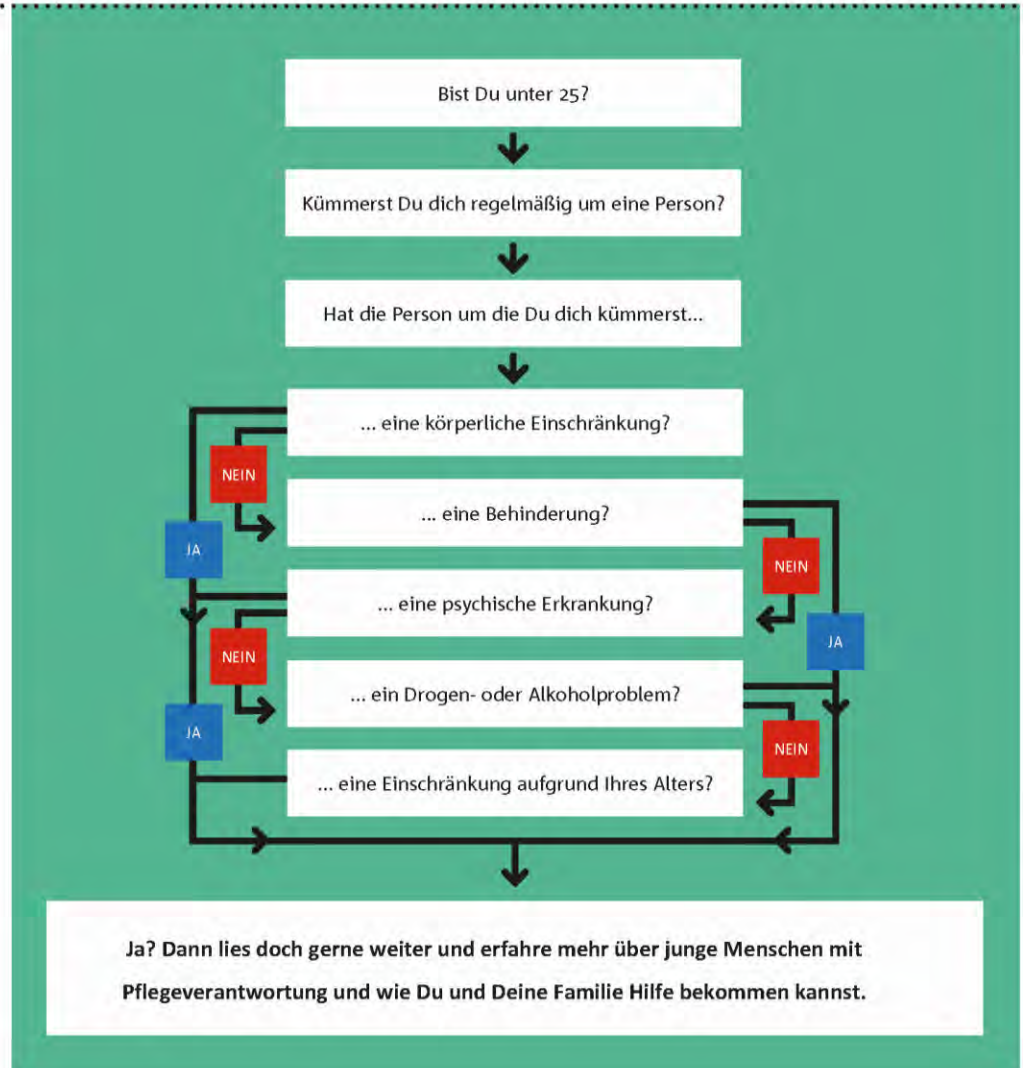 Bist Du unter 25?
Kümmerst Du dich regelmäßig um eine Person?
Hat die Person um die Du dich kümmerst...
... eine körperliche Einschränkung?
NEIN
... eine Behinderung?
JA
NEIN
... eine psychische Erkrankung?
JA
NEIN
... ein Drogen- oder Alkoholproblem?
JA
NEIN
... eine Einschränkung aufgrund Ihres Alters?
Ja? Dann lies doch gerne weiter und erfahre mehr über junge Menschen mit
Pflegeverantwortung und wie Du und Deine Familie Hilfe bekommen kannst.